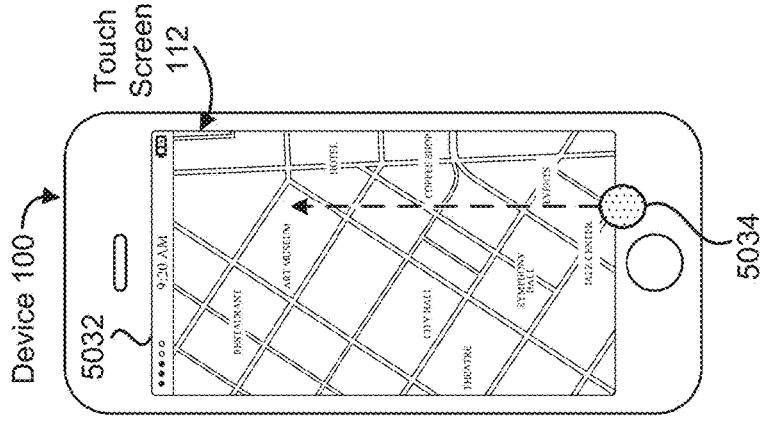 Device 100
Touch
Screen
112
5032
9:20 AM
HOTEL
RESTAURANT
ART MUSEUM
COFFEE SHOP
CITY HALL
EVENTS
SYMPHONY
HALL
THEATRE
JAZZ CENTER
5034